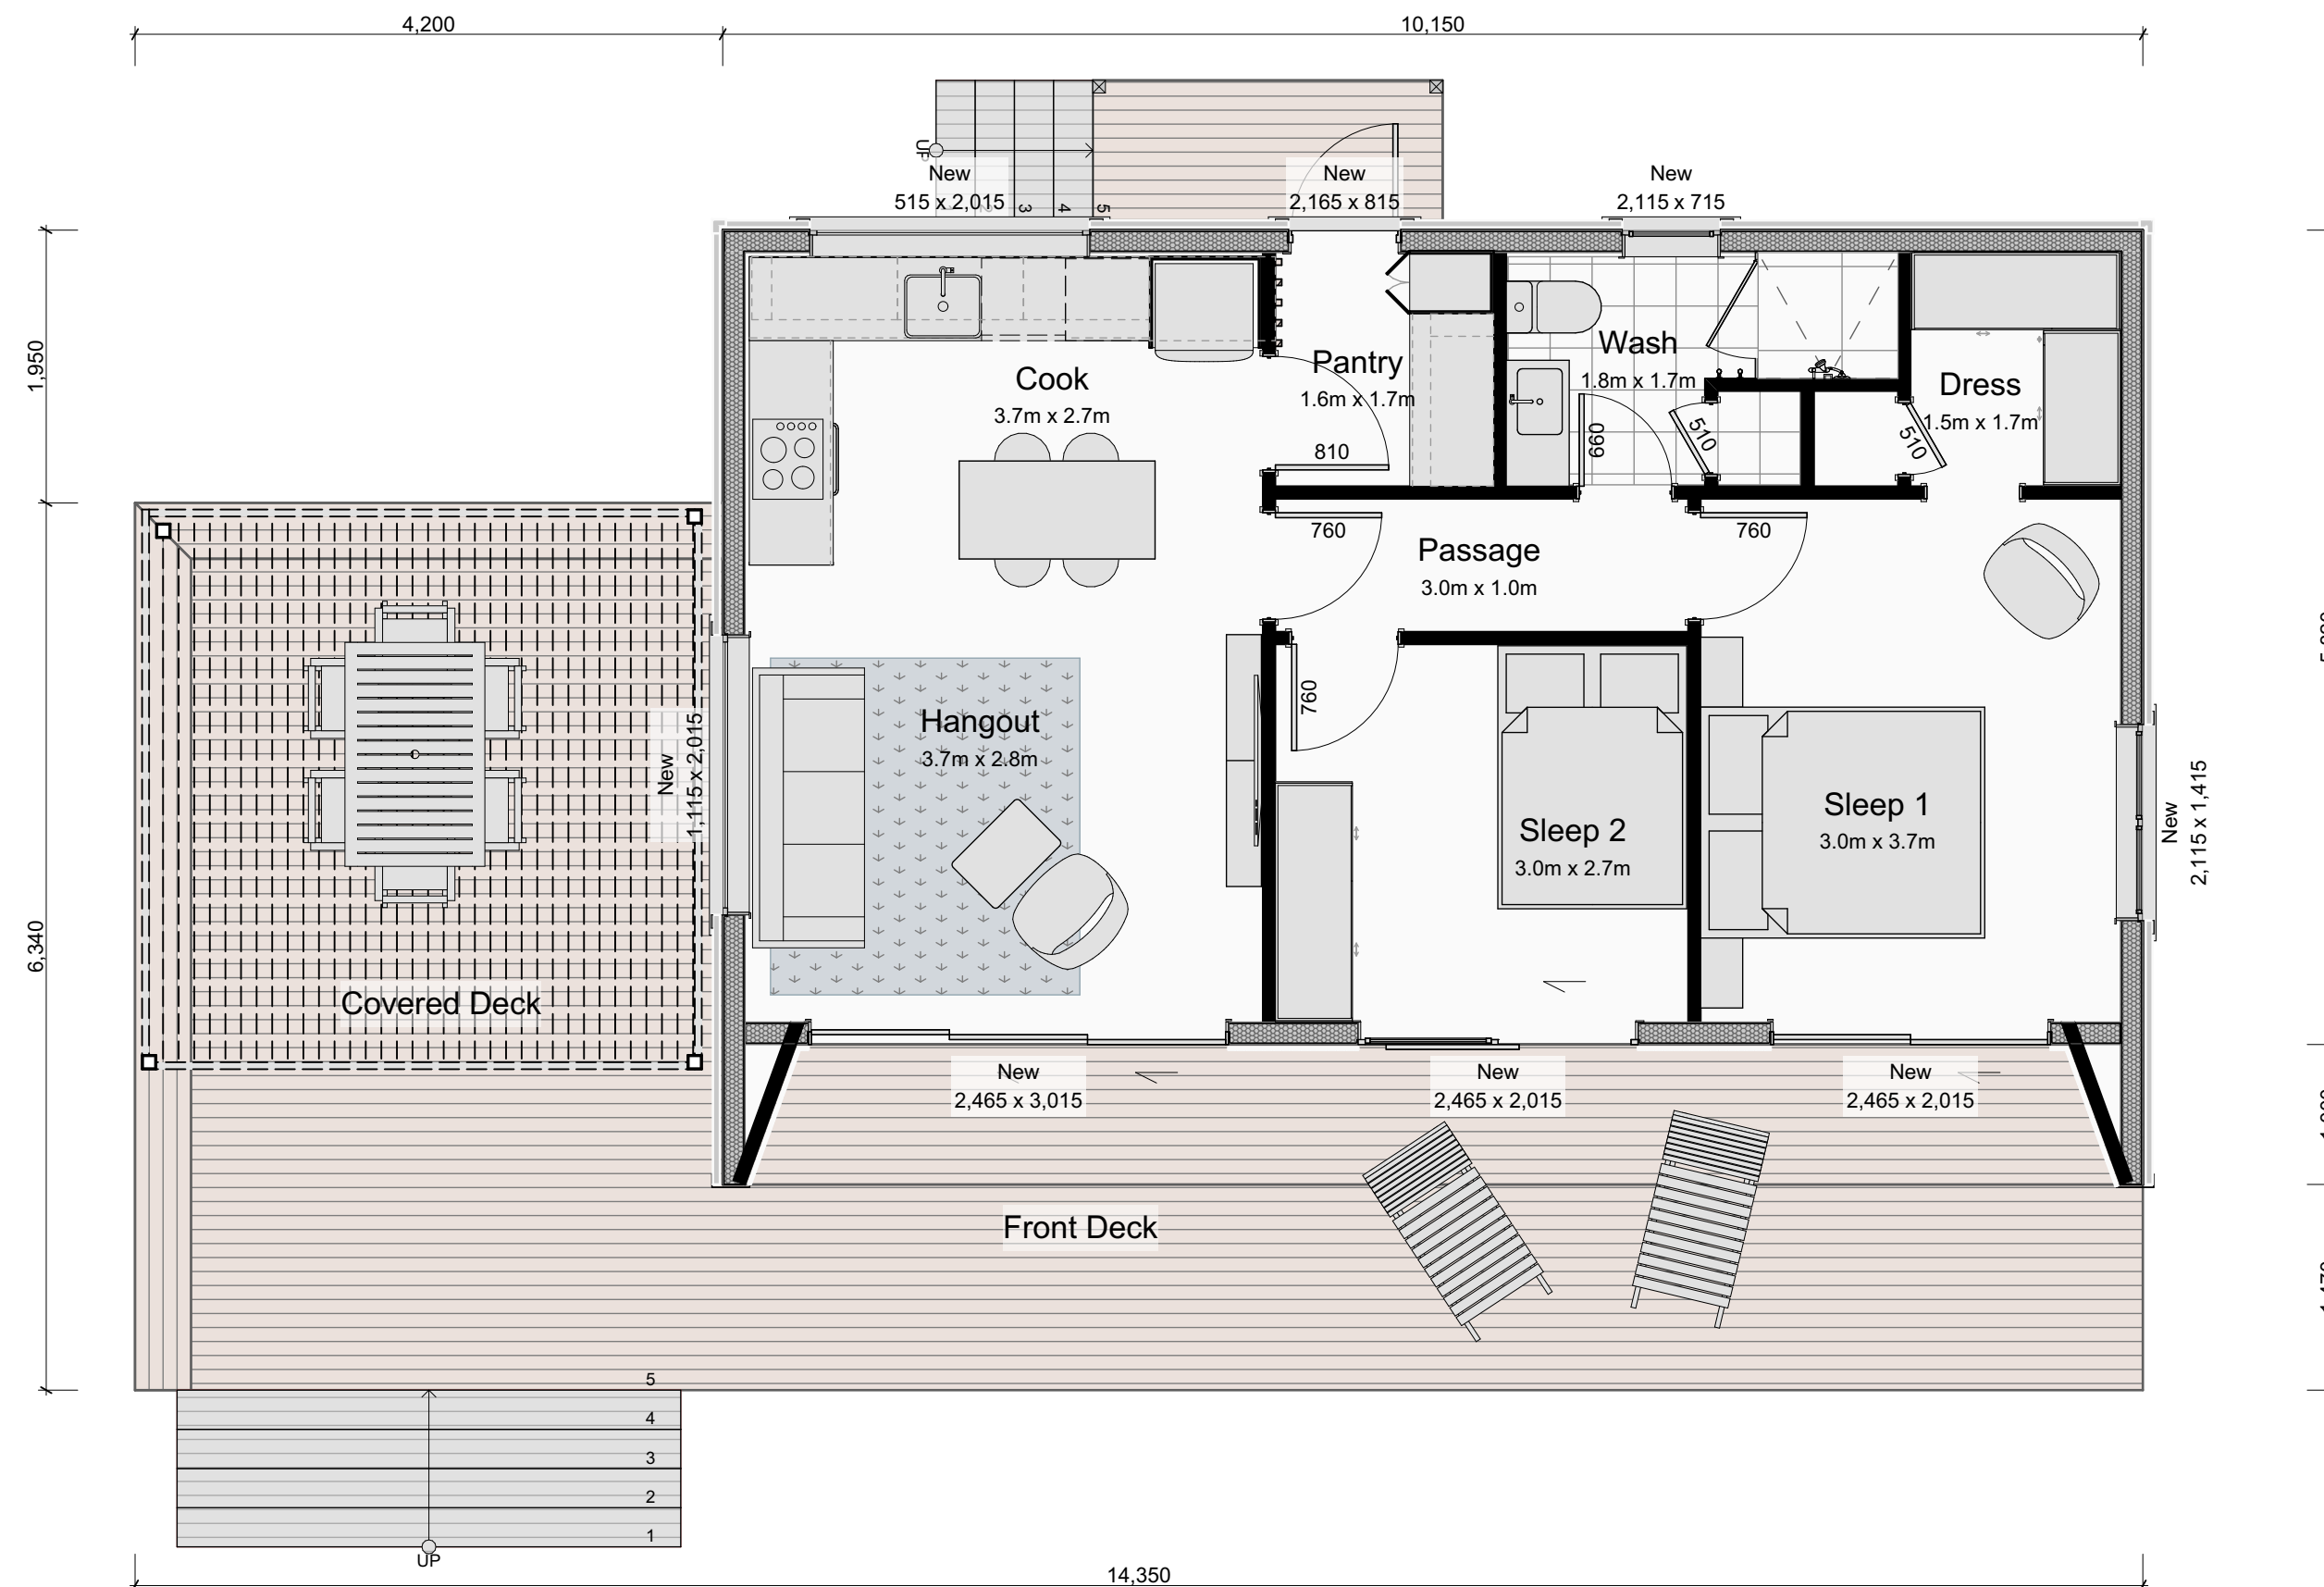 4,200
10,150
UP
New
515 x 2,015
3
4
5
New
2,165 x 815
New
2,115 x 715
1,950
Cook
3.7m x 2.7m
Pantry
1.6m x 1.7m
Wash
1.8m x 1.7m
Dress
1.5m x 1.7m
810
660
510
510
760
Passage
3.0m x 1.0m
760
760
Hangout
3.7m x 2.8m
New
1,115 x 2,015
Sleep 2
3.0m x 2.7m
Sleep 1
3.0m x 3.7m
New
2,115 x 1,415
6,340
Covered Deck
New
2,465 x 3,015
New
2,465 x 2,015
New
2,465 x 2,015
Front Deck
5
4
3
2
1
UP
14,350